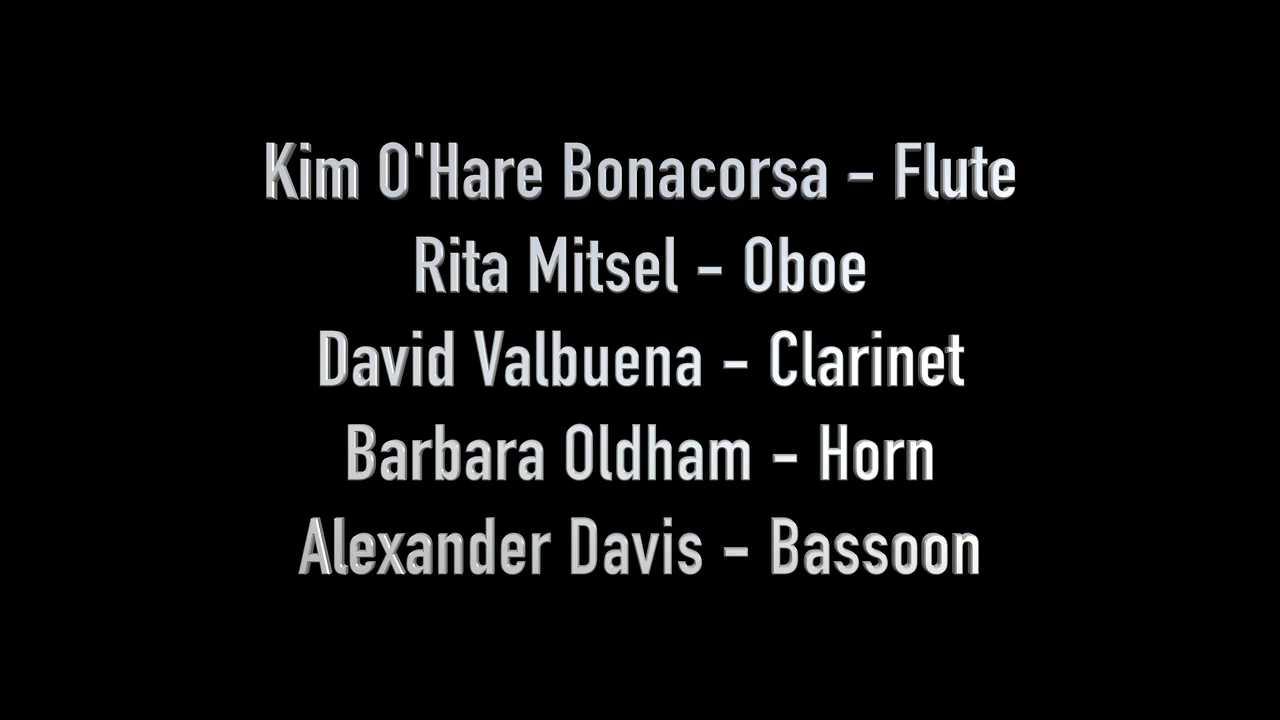 Kim O'Hare Bonacorsa - Flute
Rita Mitsel - Oboe
David Valbuena - Clarinet
Barbara Oldham - Horn
Alexander Davis - Bassoon